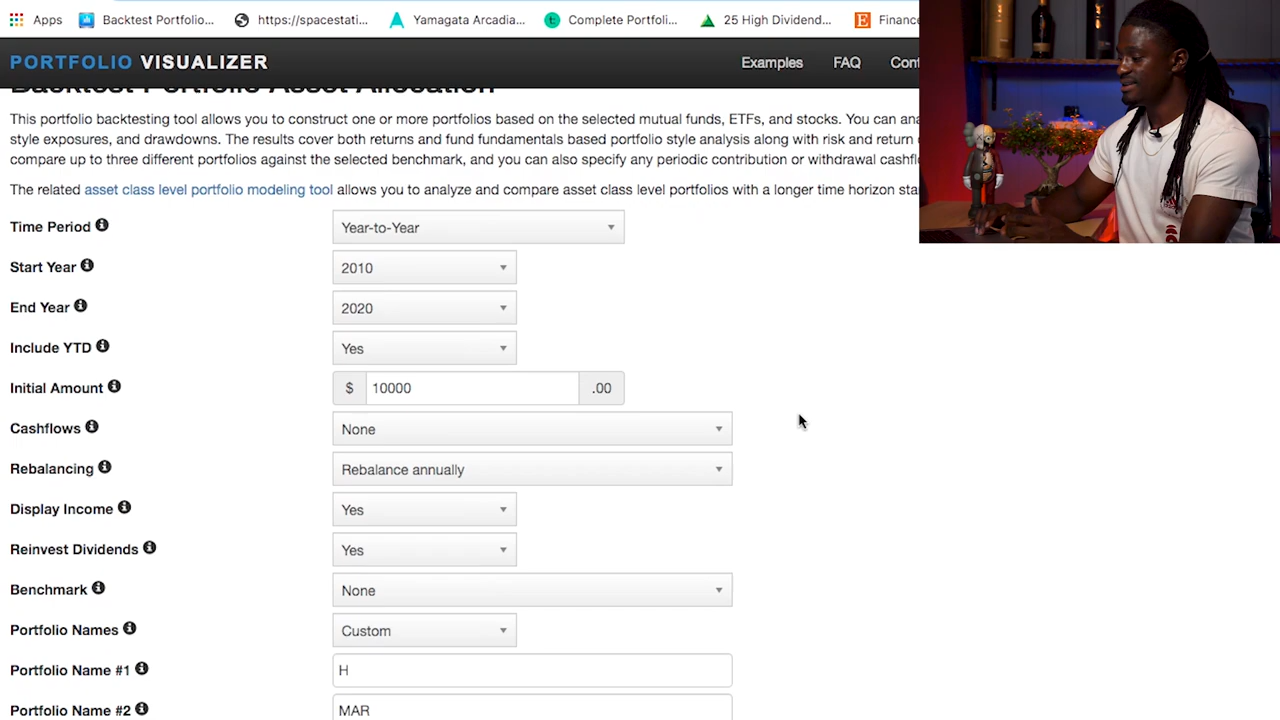 Apps Backtest Portfolio... https://spacestati... Yamagata Arcadia... Complete Portfoli... 25 High Dividend... Finance
PORTFOLIO VISUALIZER Examples FAQ
Backtest Portfolio Asset Allocation
This portfolio backtesting tool allows you to construct one or more portfolios based on the selected mutual funds, ETFs, and stocks. You can
style exposures, and drawdowns. The results cover both returns and fund fundamentals based portfolio style analysis along with risk and return
compare up to three different portfolios against the selected benchmark, and you can also specify any periodic contribution or withdrawal
The related asset class level portfolio modeling tool allows you to analyze and compare asset class level portfolios with a longer time horizon
Time Period Year-to-Year
Start Year 2010
End Year 2020
Include YTD Yes
Initial Amount $ 10000 .00
Cashflows None
Rebalancing Rebalance annually
Display Income Yes
Reinvest Dividends Yes
Benchmark None
Portfolio Names Custom
Portfolio Name #1 H
Portfolio Name #2 MAR